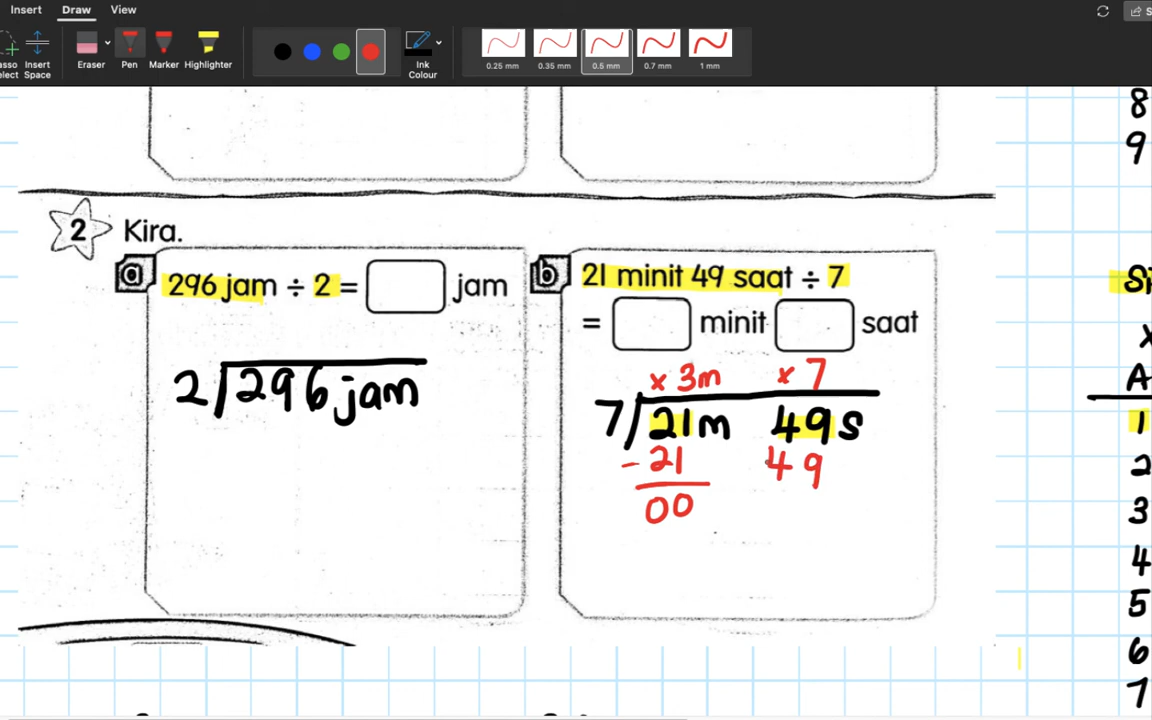 Insert Draw View
S
asso
elect
Insert
Space
Eraser
Pen
Marker
Highlighter
Ink
Colour
0.25 mm
0.35 mm
0.5 mm
0.7 mm
1 mm
8
9
2 Kira.
a 296 jam ÷ 2 = jam
2 296 jam
b 21 minit 49 saat ÷ 7
= minit saat
x 3m x 7
7 21m 49s
- 21 49
00
x
A
1
2
3
4
5
6
7